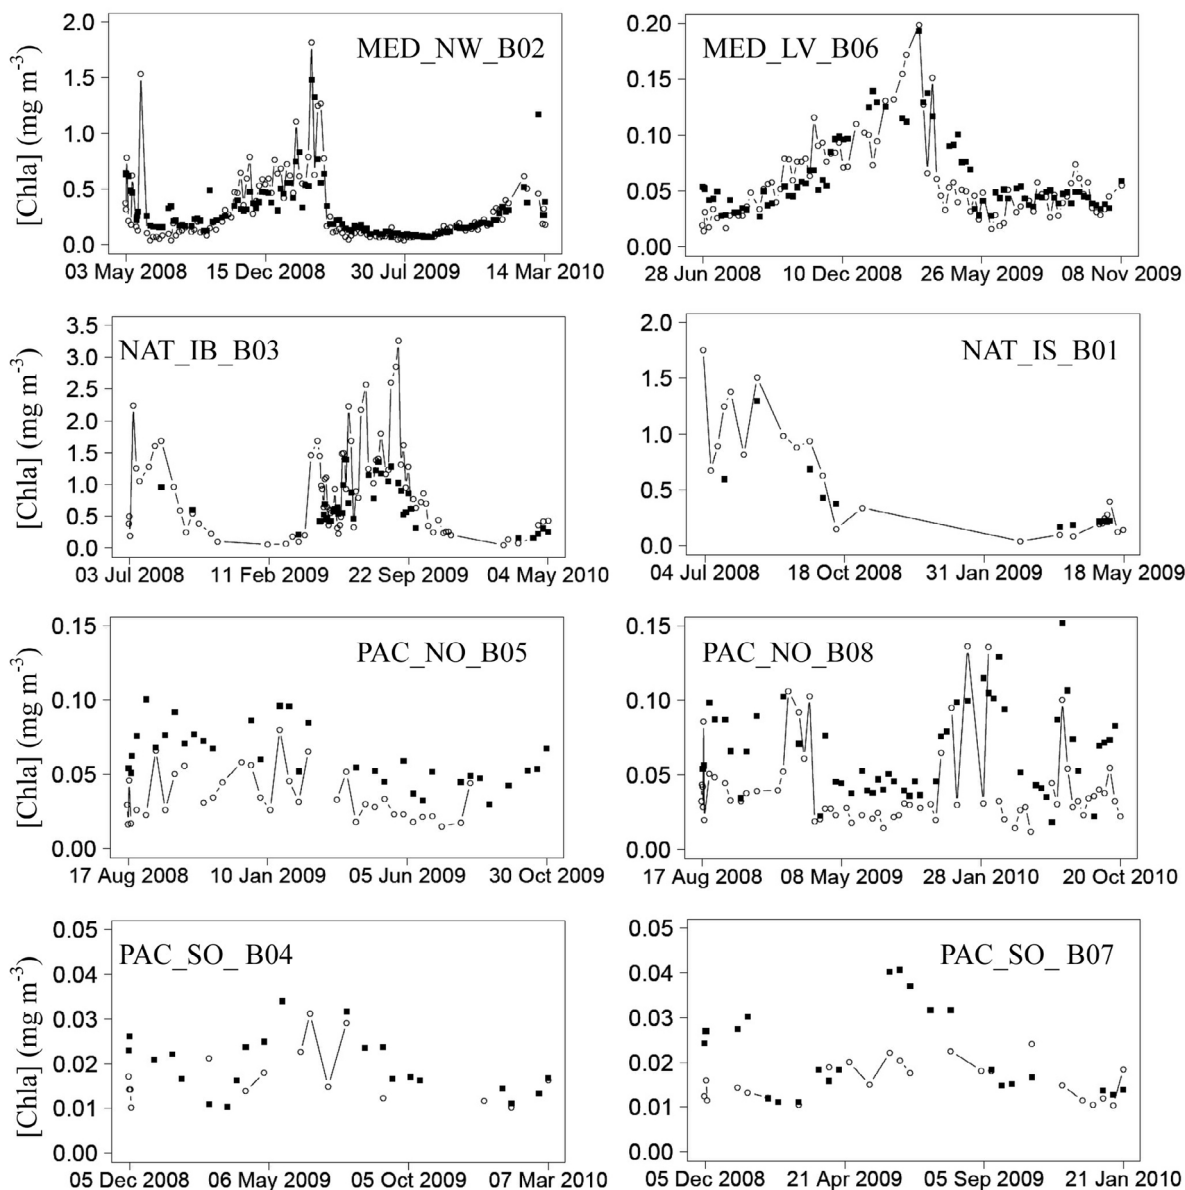 [Chla] (mg m-3)
2.0
1.5
1.0
0.5
0.0
MED_NW_B02
03 May 2008 15 Dec 2008 30 Jul 2009 14 Mar 2010
0.20
0.15
0.10
0.05
0.00
MED_LV_B06
28 Jun 2008 10 Dec 2008 26 May 2009 08 Nov 2009
[Chla] (mg m-3)
3.5
3.0
2.5
2.0
1.5
1.0
0.5
0.0
NAT_IB_B03
03 Jul 2008 11 Feb 2009 22 Sep 2009 04 May 2010
2.0
1.5
1.0
0.5
0.0
NAT_IS_B01
04 Jul 2008 18 Oct 2008 31 Jan 2009 18 May 2009
[Chla] (mg m-3)
0.15
0.10
0.05
0.00
PAC_NO_B05
17 Aug 2008 10 Jan 2009 05 Jun 2009 30 Oct 2009
0.15
0.10
0.05
0.00
PAC_NO_B08
17 Aug 2008 08 May 2009 28 Jan 2010 20 Oct 2010
[Chla] (mg m-3)
0.05
0.04
0.03
0.02
0.01
0.00
PAC_SO_ B04
05 Dec 2008 06 May 2009 05 Oct 2009 07 Mar 2010
0.05
0.04
0.03
0.02
0.01
0.00
PAC_SO_ B07
05 Dec 2008 21 Apr 2009 05 Sep 2009 21 Jan 2010